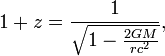 1 + z = \frac{1}{\sqrt{1 - \frac{2GM}{rc^2}}},